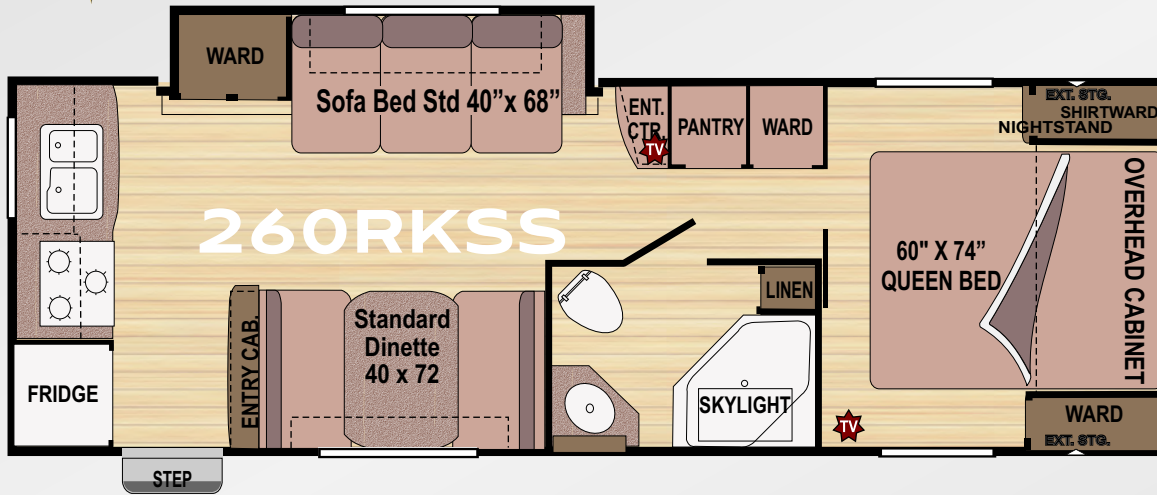 WARD
Sofa Bed Std 40”x 68”
ENT.
CTR.
TV
PANTRY
WARD
EXT. STG.
SHIRTWARD
NIGHTSTAND
260RKSS
60" X 74”
QUEEN BED
OVERHEAD CABINET
LINEN
Standard
Dinette
40 x 72
ENTRY CAB.
FRIDGE
SKYLIGHT
TV
WARD
EXT. STG.
STEP